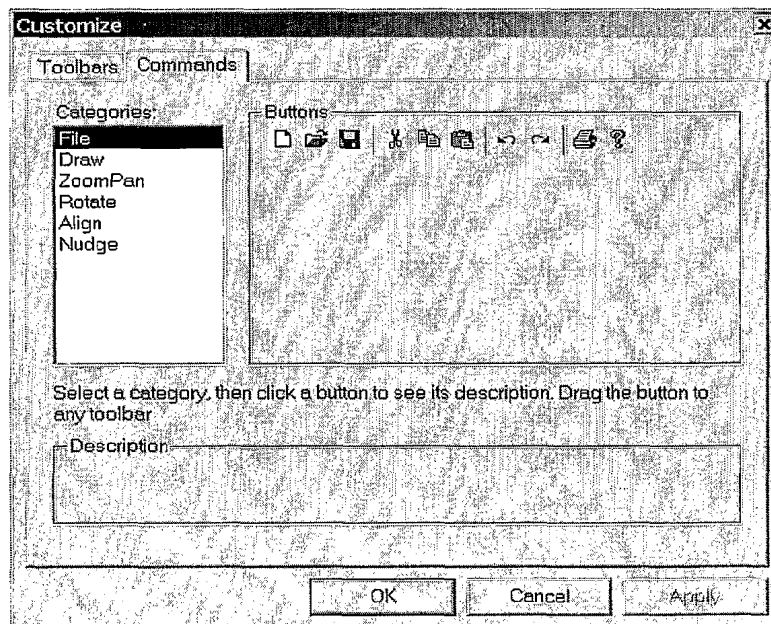 Customize
Toolbars
Commands
Categories:
File
Draw
ZoomPan
Rotate
Align
Nudge
Buttons
Select a category, then click a button to see its description. Drag the button to
any toolbar
Description
OK
Cancel
Apply